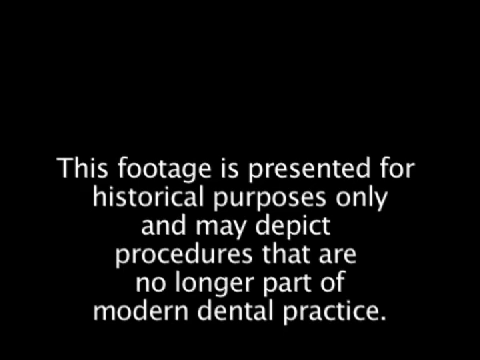 This footage is presented for
historical purposes only
and may depict
procedures that are
no longer part of
modern dental practice.